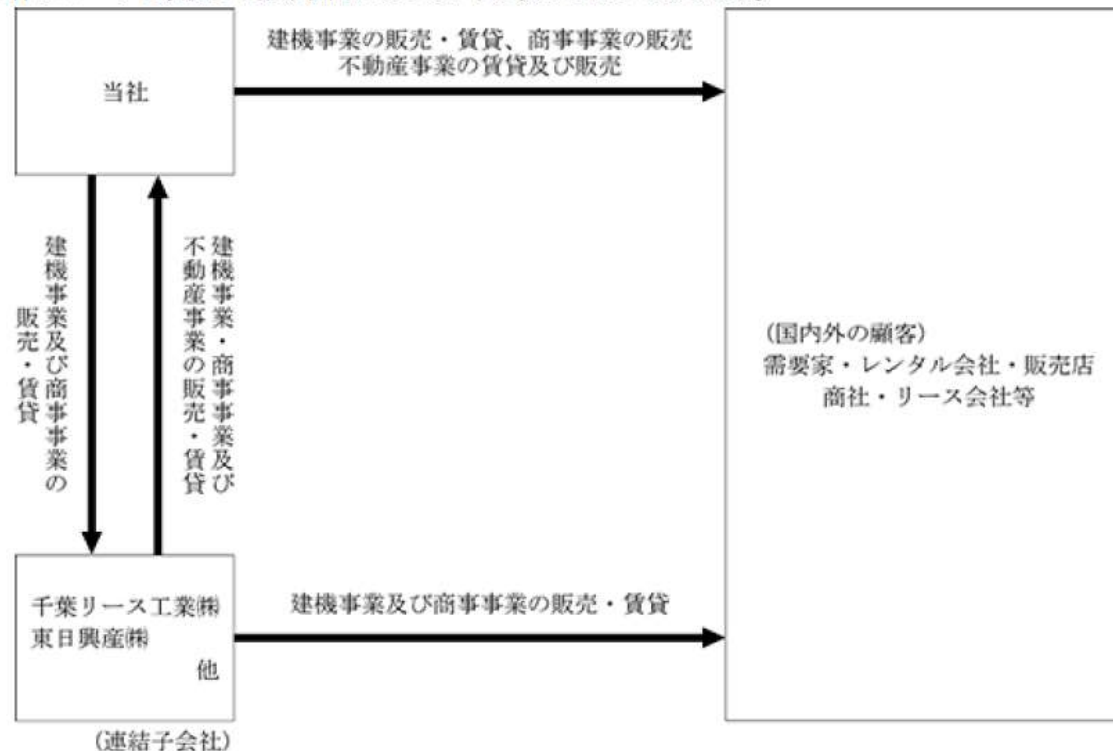 建機事業の販売・賃貸、商事事業の販売
不動産事業の賃貸及び販売
当社
建機事業及び商事事業の
販売・賃貸
建機事業・商事事業及び
不動産事業の販売・賃貸
(国内外の顧客)
需要家・レンタル会社・販売店
商社・リース会社等
千葉リース工業㈱
東日興産㈱
他
建機事業及び商事事業の販売・賃貸
(連結子会社)